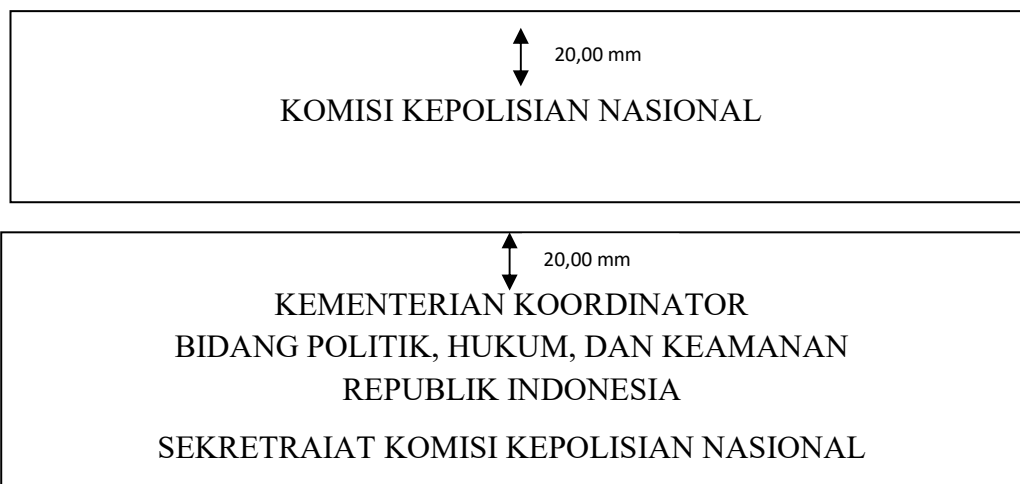 20,00 mm
KOMISI KEPOLISIAN NASIONAL
20,00 mm
KEMENTERIAN KOORDINATOR
BIDANG POLITIK, HUKUM, DAN KEAMANAN
REPUBLIK INDONESIA
SEKRETRAIAT KOMISI KEPOLISIAN NASIONAL